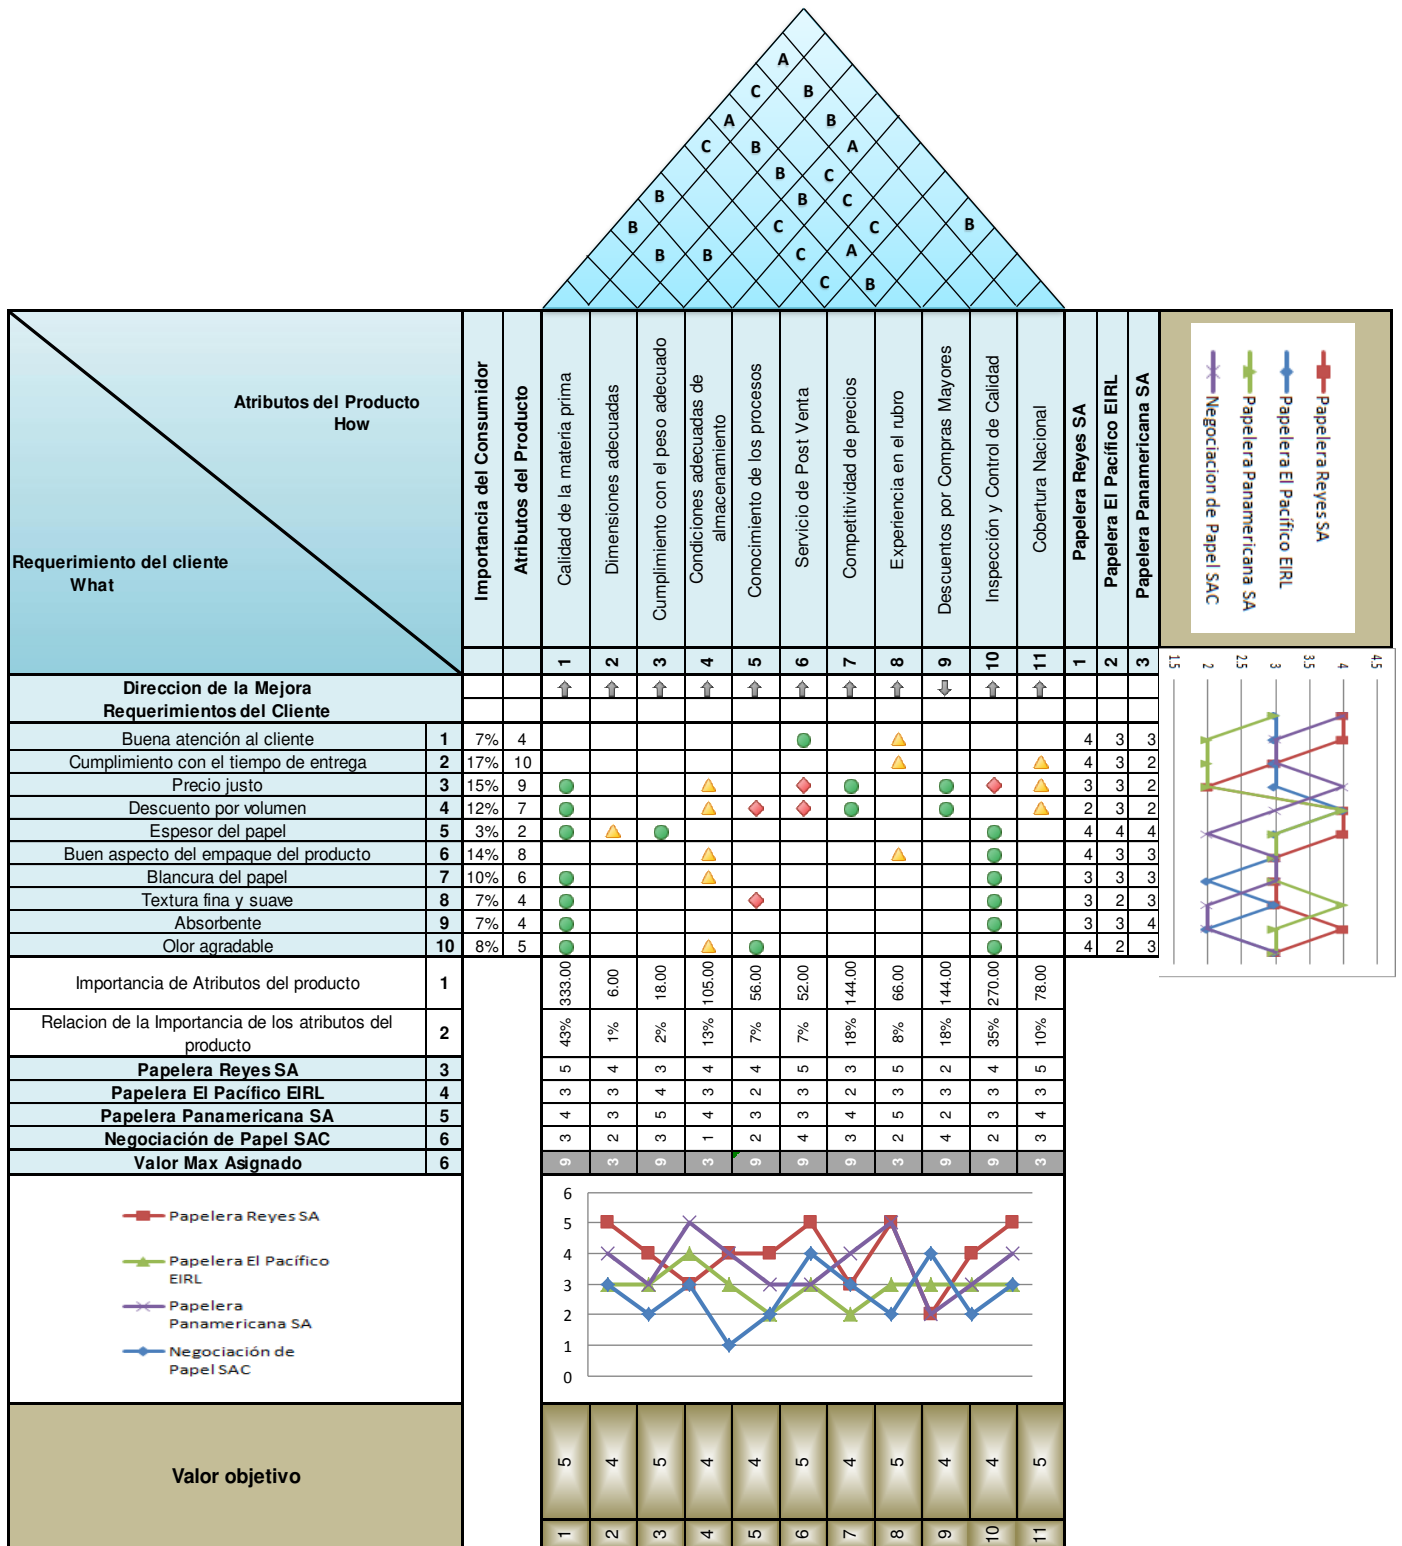 A
C B
A B
C B A
B C
B B C
B C C B
B B C A
C B
Atributos del Producto
How
Requerimiento del cliente
What
Importancia del Consumidor
Atributos del Producto
Calidad de la materia prima
Dimensiones adecuadas
Cumplimiento con el peso adecuado
Condiciones adecuadas de
almacenamiento
Conocimiento de los procesos
Servicio de Post Venta
Competitividad de precios
Experiencia en el rubro
Descuentos por Compras Mayores
Inspección y Control de Calidad
Cobertura Nacional
Papelera Reyes SA
Papelera El Pacífico EIRL
Papelera Panamericana SA
Papelera Reyes SA
Papelera El Pacífico EIRL
Papelera Panamericana SA
Negociacion de Papel SAC
1 2 3 4 5 6 7 8 9 10 11 1 2 3
1.5 2 2.5 3 3.5 4 4.5
Direccion de la Mejora
Requerimientos del Cliente
Buena atención al cliente 1 7% 4 4 3 3
Cumplimiento con el tiempo de entrega 2 17% 10 4 3 2
Precio justo 3 15% 9 3 3 2
Descuento por volumen 4 12% 7 2 3 2
Espesor del papel 5 3% 2 4 4 4
Buen aspecto del empaque del producto 6 14% 8 4 3 3
Blancura del papel 7 10% 6 3 3 3
Textura fina y suave 8 7% 4 3 2 3
Absorbente 9 7% 4 3 3 4
Olor agradable 10 8% 5 4 2 3
Importancia de Atributos del producto 1 333.00 6.00 18.00 105.00 56.00 52.00 144.00 66.00 144.00 270.00 78.00
Relacion de la Importancia de los atributos del
producto 2 43% 1% 2% 13% 7% 7% 18% 8% 18% 35% 10%
Papelera Reyes SA 3 5 4 3 4 4 5 3 5 2 4 5
Papelera El Pacífico EIRL 4 3 3 4 3 2 3 2 3 3 3 3
Papelera Panamericana SA 5 4 3 5 4 3 3 4 5 2 3 4
Negociación de Papel SAC 6 3 2 3 1 2 4 3 2 4 2 3
Valor Max Asignado 6 9 3 9 3 9 9 9 3 9 9 3
Papelera Reyes SA
Papelera El Pacífico
EIRL
Papelera
Panamericana SA
Negociación de
Papel SAC
6
5
4
3
2
1
0
Valor objetivo
5 4 5 4 4 5 4 5 4 4 5
1 2 3 4 5 6 7 8 9 10 11